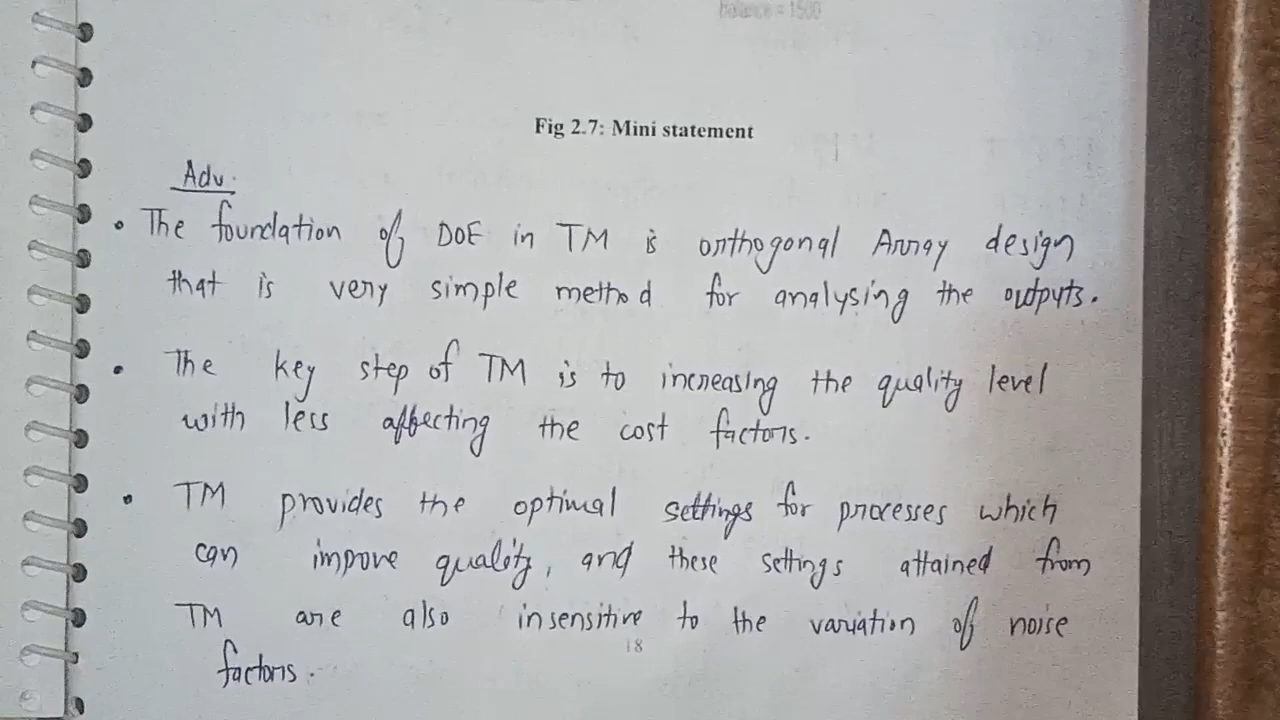 balance = 1500
Fig 2.7: Mini statement
Adv.
• The foundation of DOE in TM is orthogonal Array design
that is very simple method for analysing the outputs.
• The key step of TM is to increasing the quality level
with less affecting the cost factors.
• TM provides the optimal settings for processes which
can improve quality, and these settings attained from
TM are also insensitive to the variation of noise
18
factors.